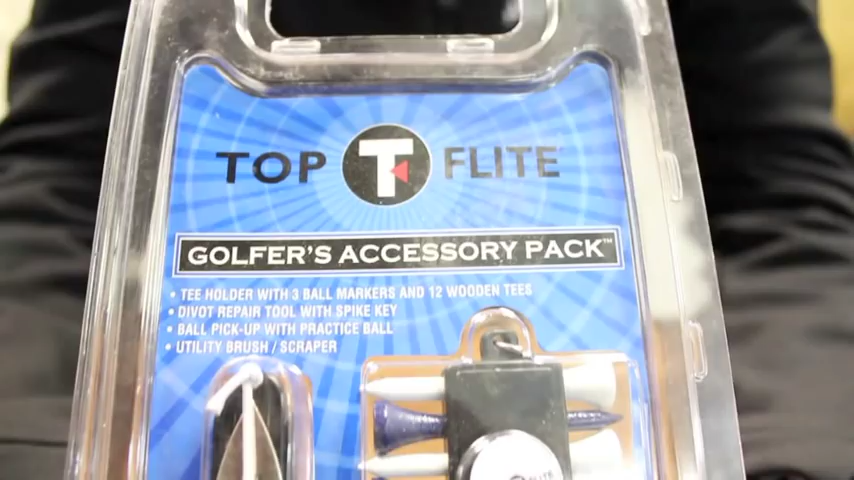 TOP T FLITE
GOLFER'S ACCESSORY PACK™
• TEE HOLDER WITH 3 BALL MARKERS AND 12 WOODEN TEES
• DIVOT REPAIR TOOL WITH SPIKE KEY
• BALL PICK-UP WITH PRACTICE BALL
• UTILITY BRUSH / SCRAPER